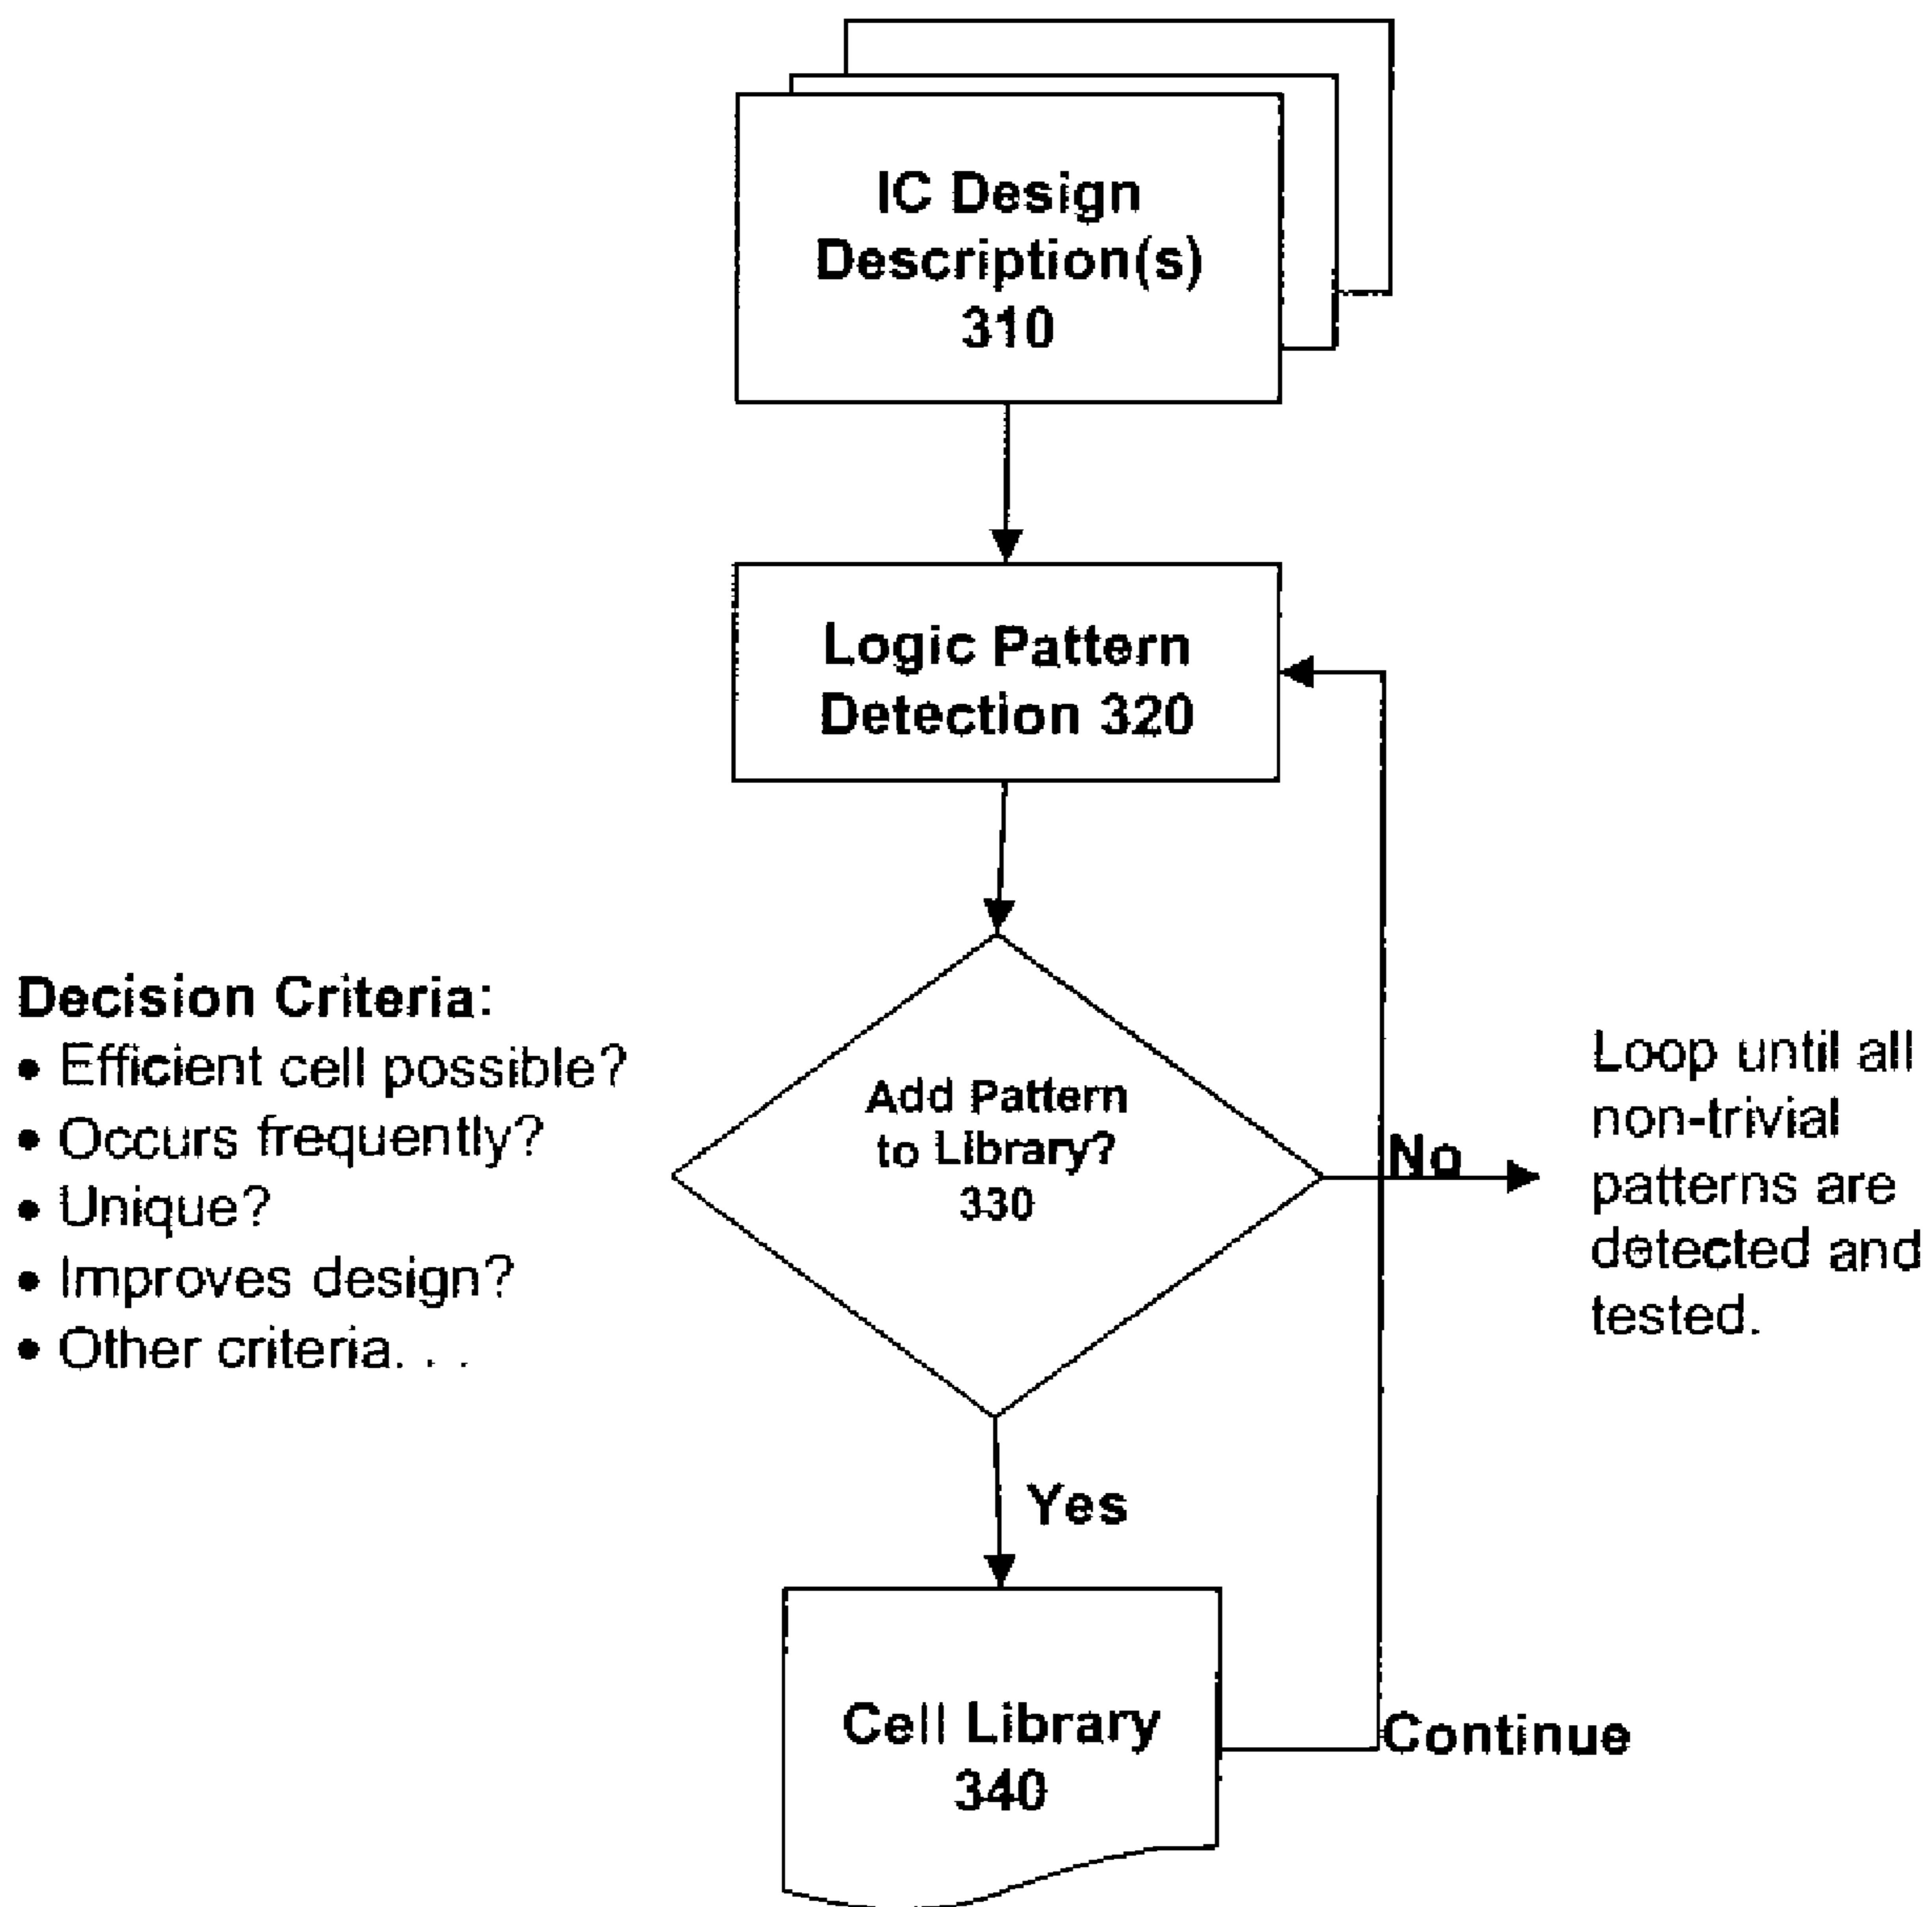 IC Design
Description(s)
310
Logic Pattern
Detection 320
Decision Criteria:
• Efficient cell possible?
• Occurs frequently?
• Unique?
• Improves design?
• Other criteria. . .
Add Pattern
to Library?
330
No
Loop until all
non-trivial
patterns are
detected and
tested.
Yes
Cell Library
340
Continue